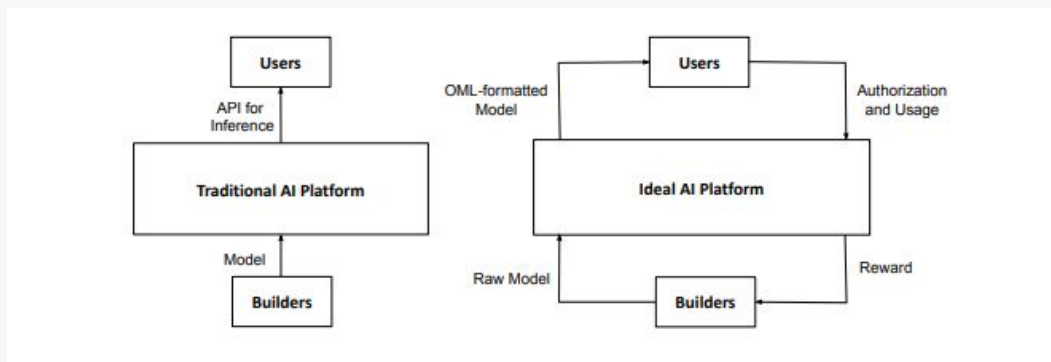 Users
API for
Inference
Traditional AI Platform
Model
Builders
Users
OML-formatted
Model
Authorization
and Usage
Ideal AI Platform
Raw Model
Reward
Builders